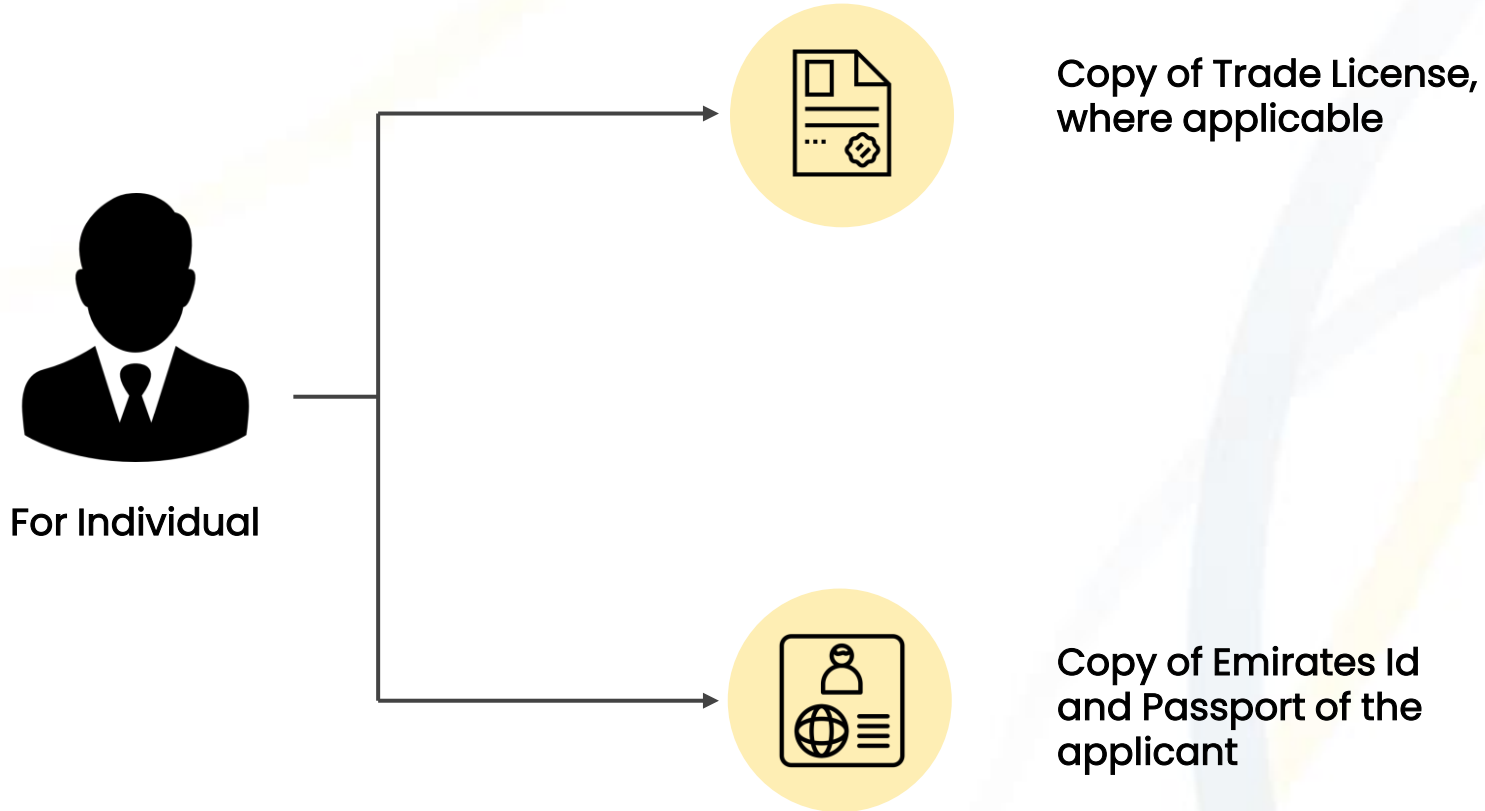 Copy of Trade License,
where applicable
For Individual
Copy of Emirates Id
and Passport of the
applicant